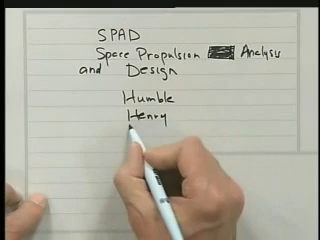 SPAD
Space Propulsion Analysis
and Design
Humble
Henry